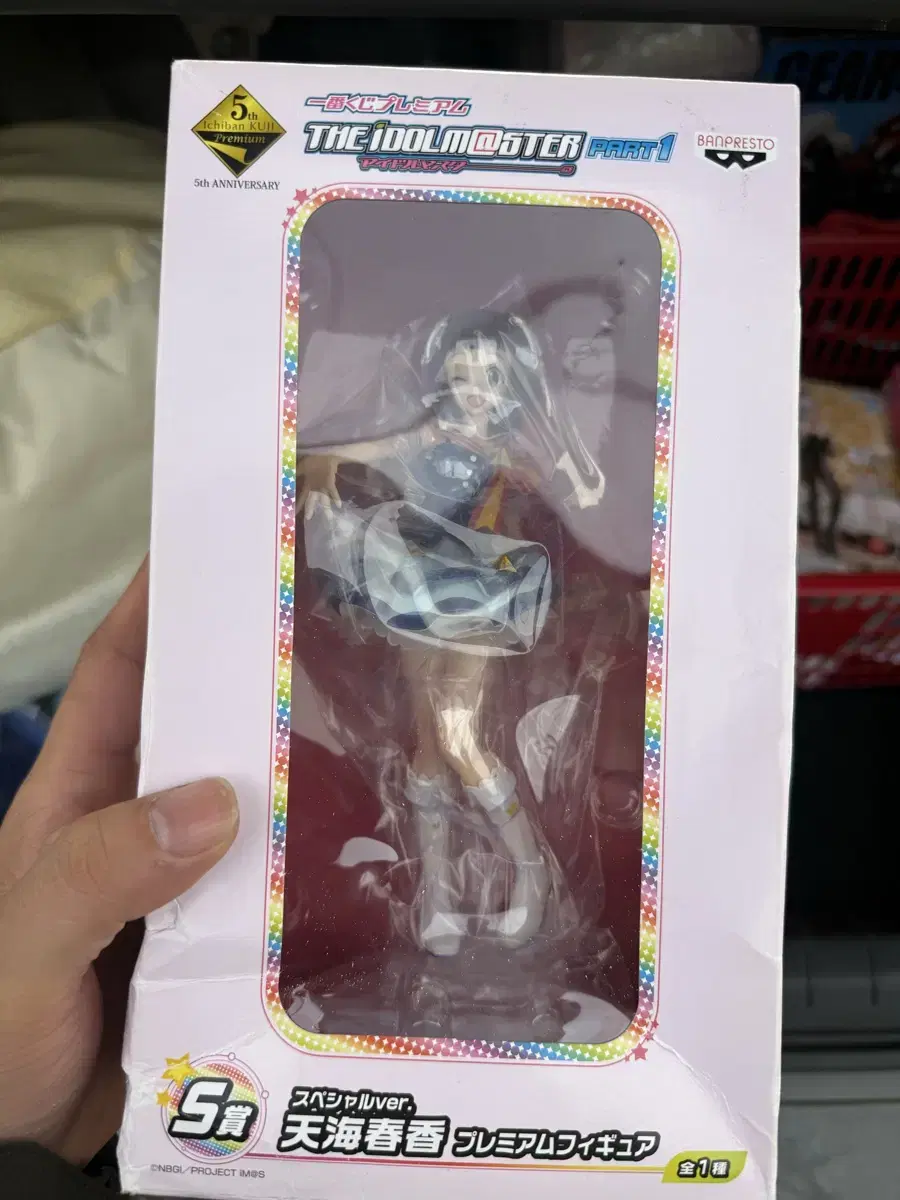 5th
Ichiban KUJI
Premium
5th ANNIVERSARY
一番くじプレミアム
THE iDOLM@STER PART1
アイドルマスター
BANPRESTO
GEAR
S賞
スペシャルver.
天海春香 プレミアムフィギュア
全1種
©NBGI/PROJECT iM@S